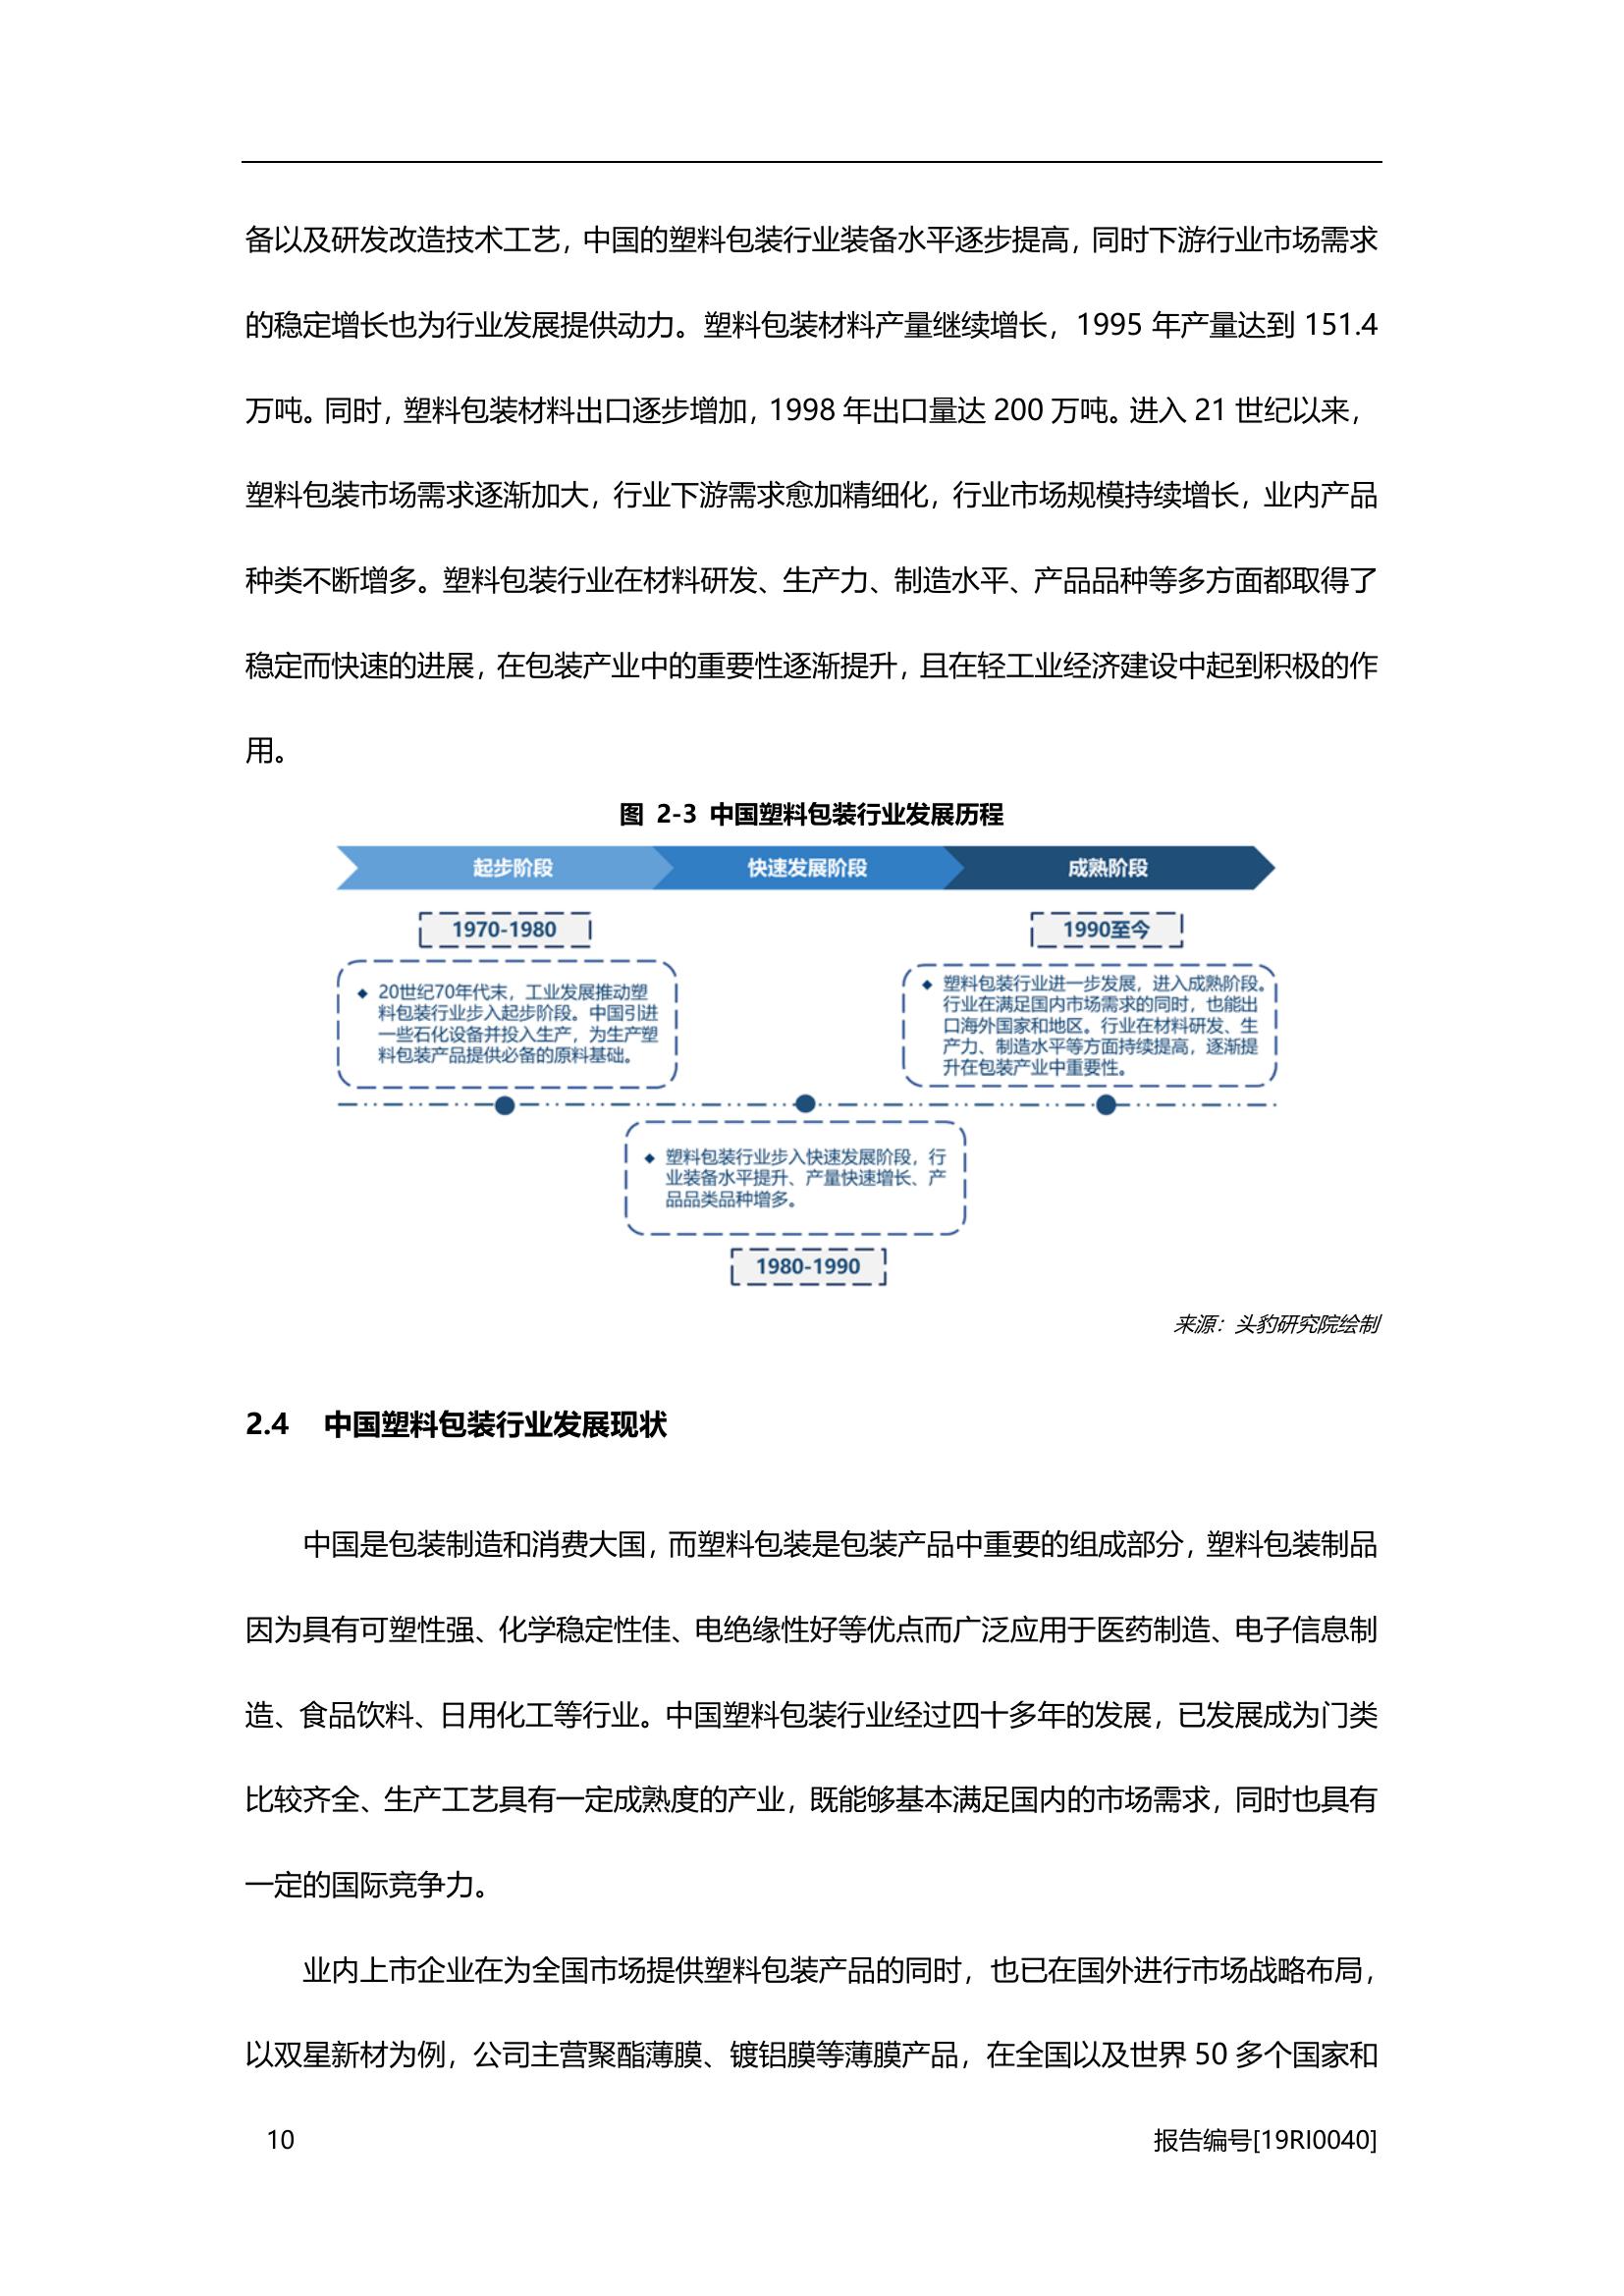 备以及研发改造技术工艺，中国的塑料包装行业装备水平逐步提高，同时下游行业市场需求
的稳定增长也为行业发展提供动力。塑料包装材料产量继续增长，1995 年产量达到 151.4
万吨。同时，塑料包装材料出口逐步增加，1998 年出口量达 200 万吨。进入 21 世纪以来，
塑料包装市场需求逐渐加大，行业下游需求愈加精细化，行业市场规模持续增长，业内产品
种类不断增多。塑料包装行业在材料研发、生产力、制造水平、产品品种等多方面都取得了
稳定而快速的进展，在包装产业中的重要性逐渐提升，且在轻工业经济建设中起到积极的作
用。
图 2-3 中国塑料包装行业发展历程
起步阶段
快速发展阶段
成熟阶段
1970-1980
1990至今
◆ 20世纪70年代末，工业发展推动塑
料包装行业步入起步阶段。中国引进
一些石化设备并投入生产，为生产塑
料包装产品提供必备的原料基础。
◆ 塑料包装行业进一步发展，进入成熟阶段。
行业在满足国内市场需求的同时，也能出
口海外国家和地区。行业在材料研发、生
产力、制造水平等方面持续提高，逐渐提
升在包装产业中重要性。
◆ 塑料包装行业步入快速发展阶段，行
业装备水平提升、产量快速增长、产
品品类品种增多。
1980-1990
来源：头豹研究院绘制
2.4 中国塑料包装行业发展现状
中国是包装制造和消费大国，而塑料包装是包装产品中重要的组成部分，塑料包装制品
因为具有可塑性强、化学稳定性佳、电绝缘性好等优点而广泛应用于医药制造、电子信息制
造、食品饮料、日用化工等行业。中国塑料包装行业经过四十多年的发展，已发展成为门类
比较齐全、生产工艺具有一定成熟度的产业，既能够基本满足国内的市场需求，同时也具有
一定的国际竞争力。
业内上市企业在为全国市场提供塑料包装产品的同时，也已在国外进行市场战略布局，
以双星新材为例，公司主营聚酯薄膜、镀铝膜等薄膜产品，在全国以及世界 50 多个国家和
10
报告编号[19RI0040]